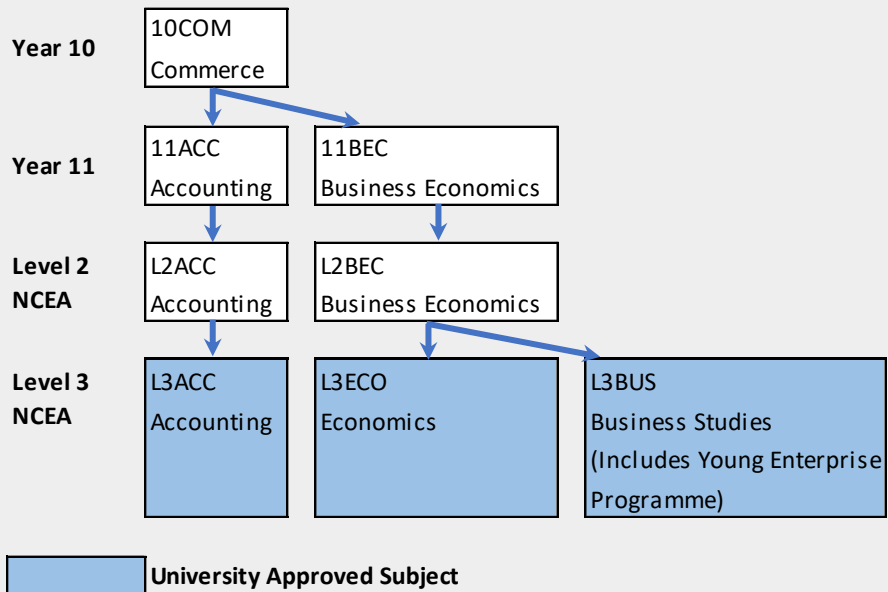 Year 10
10COM
Commerce
Year 11
11ACC
Accounting
11BEC
Business Economics
Level 2
NCEA
L2ACC
Accounting
L2BEC
Business Economics
Level 3
NCEA
L3ACC
Accounting
L3ECO
Economics
L3BUS
Business Studies
(Includes Young Enterprise
Programme)
University Approved Subject